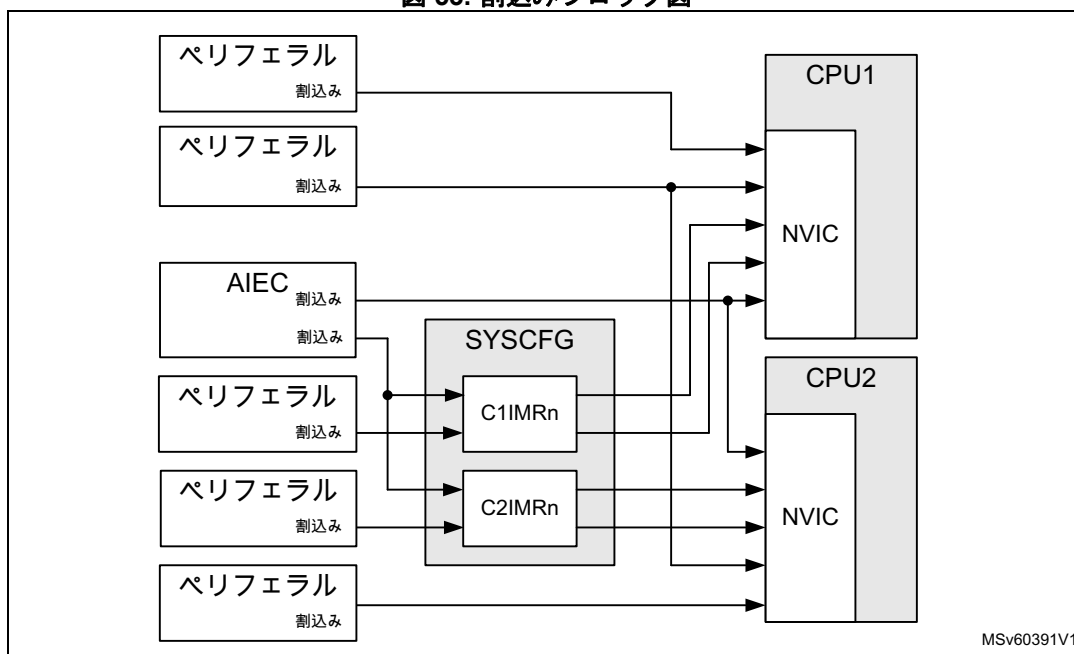 ペリフェラル
割込み
ペリフェラル
割込み
AIEC
割込み
割込み
ペリフェラル
割込み
ペリフェラル
割込み
ペリフェラル
割込み
SYSCFG
C1IMRn
C2IMRn
CPU1
NVIC
CPU2
NVIC
MSv60391V1